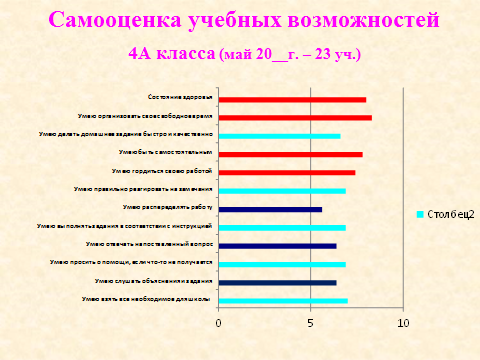 Самооценка учебных возможностей
4А класса (май 20__г. – 23 уч.)
Состояние здоровья
Умею организовать свое свободное время
Умею делать домашнее задание быстро и качественно
Умею быть самостоятельным
Умею гордиться своею работой
Умею правильно реагировать на замечания
Умею распределять работу
Умею выполнять задания в соответствии с инструкцией
Умею отвечать на поставленный вопрос
Умею просить о помощи, если что-то не получается
Умею слушать объяснения и задания
Умею взять все необходимое для школы
Столбец2
0 5 10